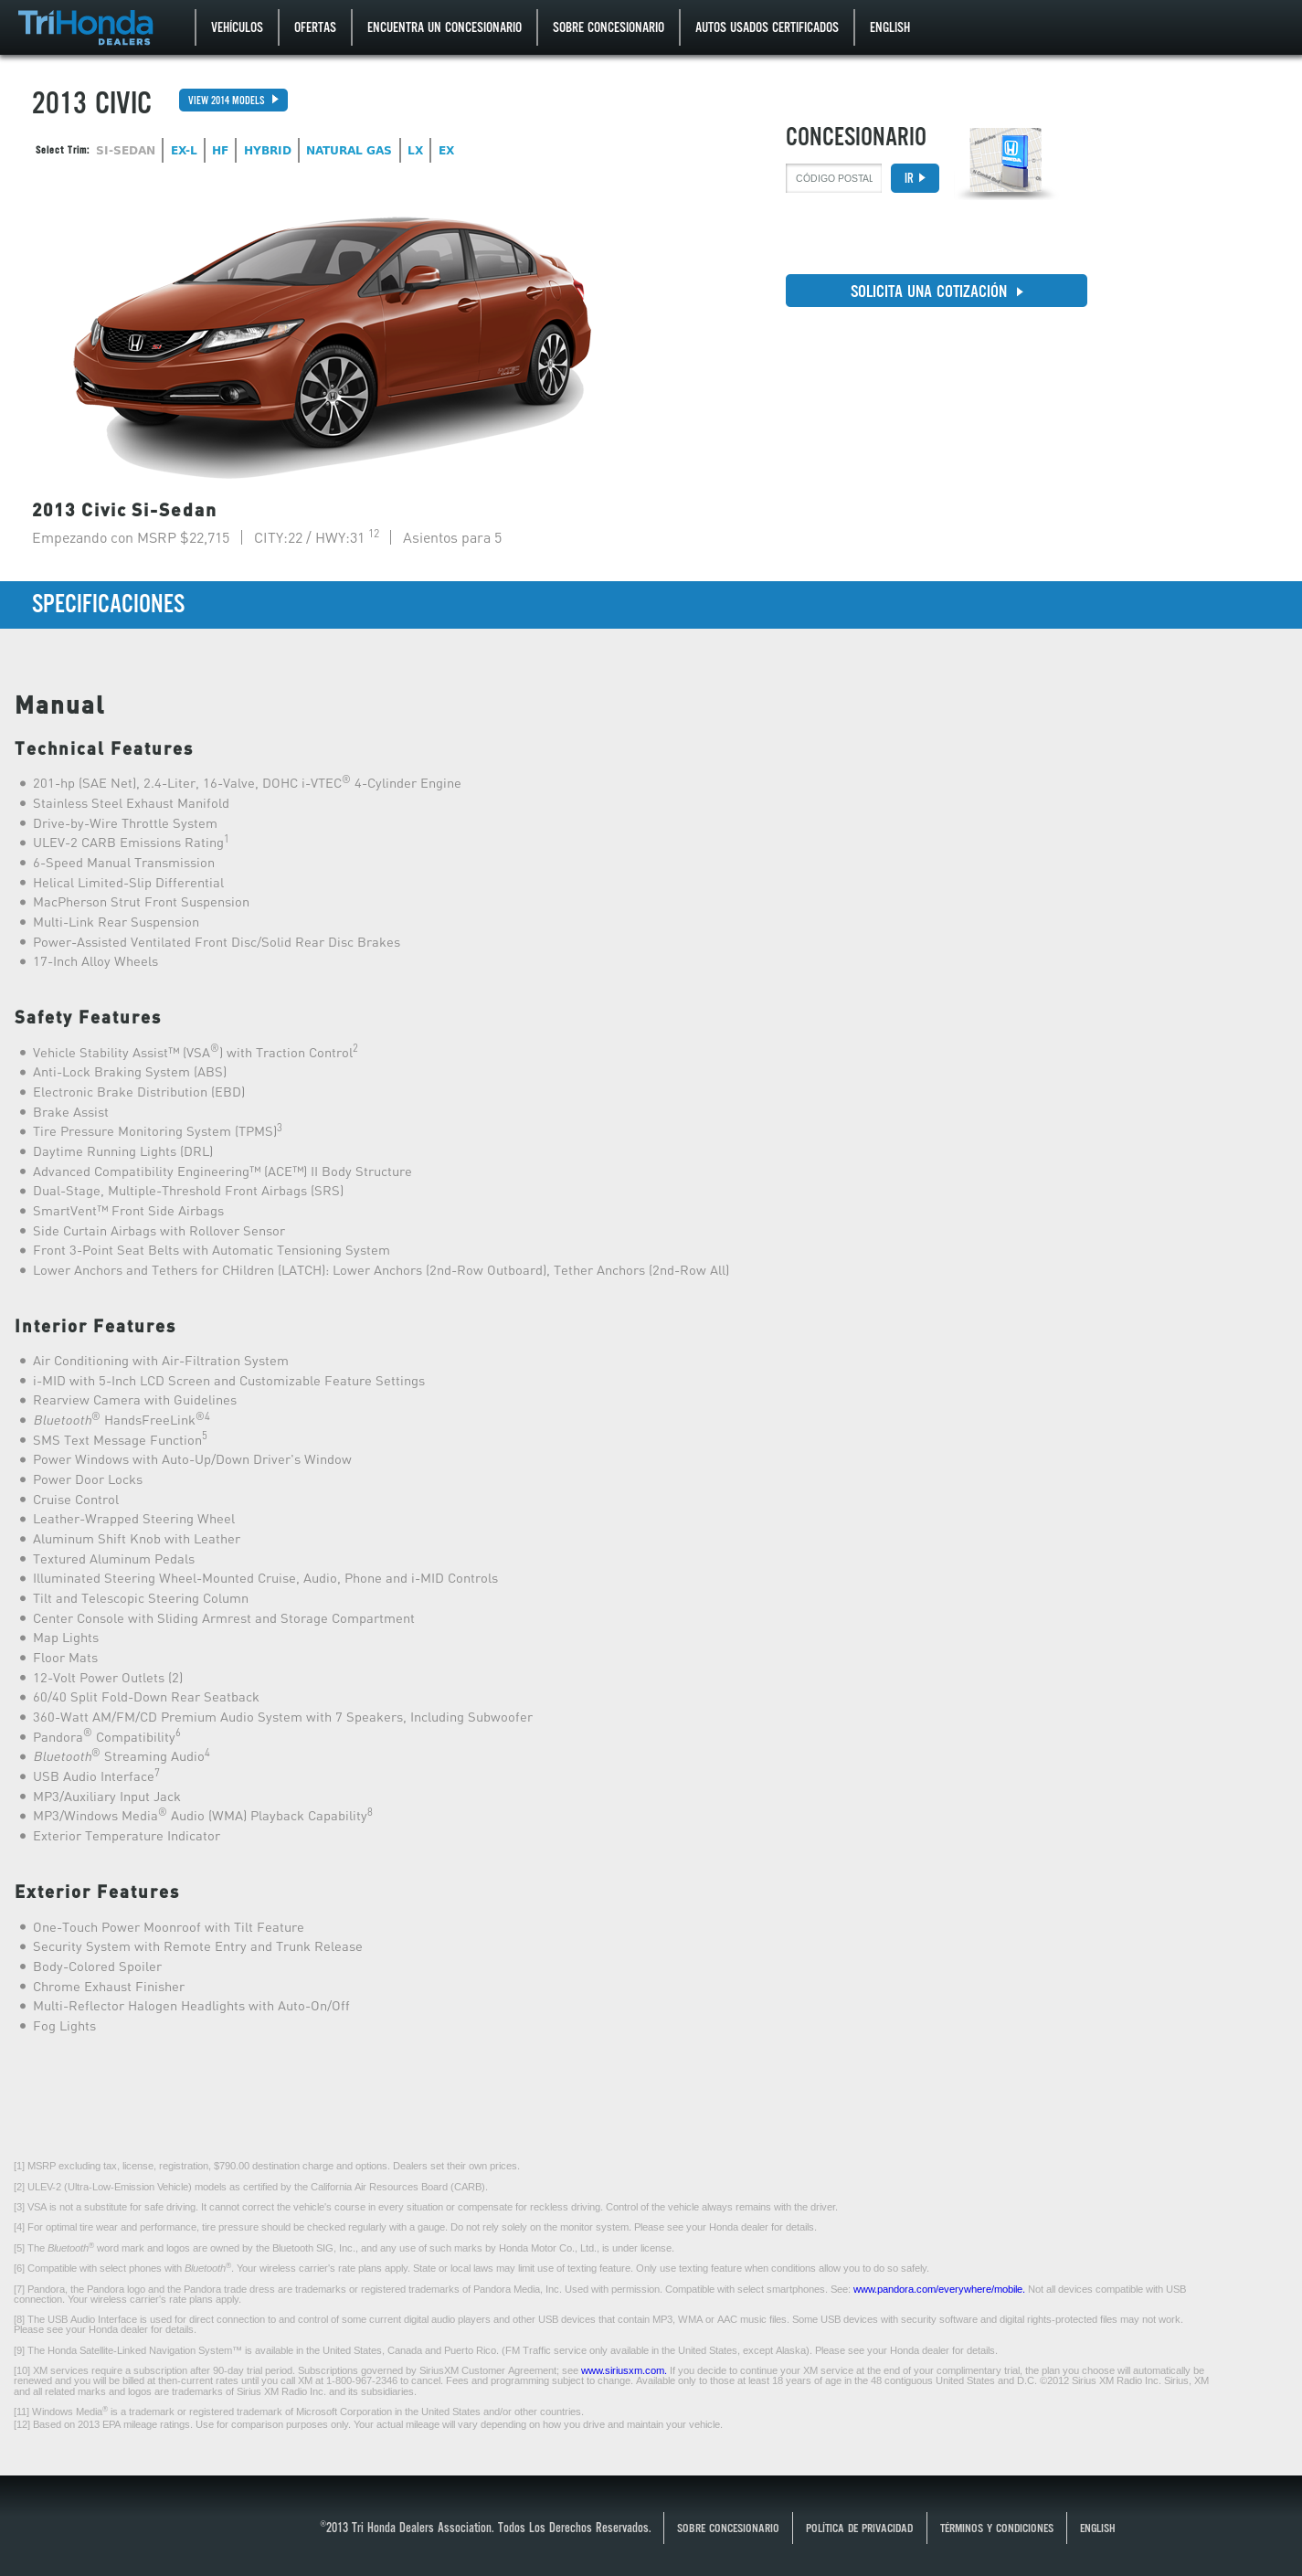 TriHonda
DEALERS
VEHÍCULOS
OFERTAS
ENCUENTRA UN CONCESIONARIO
SOBRE CONCESIONARIO
AUTOS USADOS CERTIFICADOS
ENGLISH
2013 CIVIC
VIEW 2014 MODELS
Select Trim: SI-SEDAN EX-L HF HYBRID NATURAL GAS LX EX
CONCESIONARIO
CÓDIGO POSTAL
IR
SOLICITA UNA COTIZACIÓN
2013 Civic Si-Sedan
Empezando con MSRP $22,715 | CITY:22 / HWY:31 12 | Asientos para 5
SPECIFICACIONES
Manual
Technical Features
201-hp (SAE Net), 2.4-Liter, 16-Valve, DOHC i-VTEC® 4-Cylinder Engine
Stainless Steel Exhaust Manifold
Drive-by-Wire Throttle System
ULEV-2 CARB Emissions Rating1
6-Speed Manual Transmission
Helical Limited-Slip Differential
MacPherson Strut Front Suspension
Multi-Link Rear Suspension
Power-Assisted Ventilated Front Disc/Solid Rear Disc Brakes
17-Inch Alloy Wheels
Safety Features
Vehicle Stability Assist™ (VSA®) with Traction Control2
Anti-Lock Braking System (ABS)
Electronic Brake Distribution (EBD)
Brake Assist
Tire Pressure Monitoring System (TPMS)3
Daytime Running Lights (DRL)
Advanced Compatibility Engineering™ (ACE™) II Body Structure
Dual-Stage, Multiple-Threshold Front Airbags (SRS)
SmartVent™ Front Side Airbags
Side Curtain Airbags with Rollover Sensor
Front 3-Point Seat Belts with Automatic Tensioning System
Lower Anchors and Tethers for CHildren (LATCH): Lower Anchors (2nd-Row Outboard), Tether Anchors (2nd-Row All)
Interior Features
Air Conditioning with Air-Filtration System
i-MID with 5-Inch LCD Screen and Customizable Feature Settings
Rearview Camera with Guidelines
Bluetooth® HandsFreeLink®4
SMS Text Message Function5
Power Windows with Auto-Up/Down Driver's Window
Power Door Locks
Cruise Control
Leather-Wrapped Steering Wheel
Aluminum Shift Knob with Leather
Textured Aluminum Pedals
Illuminated Steering Wheel-Mounted Cruise, Audio, Phone and i-MID Controls
Tilt and Telescopic Steering Column
Center Console with Sliding Armrest and Storage Compartment
Map Lights
Floor Mats
12-Volt Power Outlets (2)
60/40 Split Fold-Down Rear Seatback
360-Watt AM/FM/CD Premium Audio System with 7 Speakers, Including Subwoofer
Pandora® Compatibility6
Bluetooth® Streaming Audio4
USB Audio Interface7
MP3/Auxiliary Input Jack
MP3/Windows Media® Audio (WMA) Playback Capability8
Exterior Temperature Indicator
Exterior Features
One-Touch Power Moonroof with Tilt Feature
Security System with Remote Entry and Trunk Release
Body-Colored Spoiler
Chrome Exhaust Finisher
Multi-Reflector Halogen Headlights with Auto-On/Off
Fog Lights
[1] MSRP excluding tax, license, registration, $790.00 destination charge and options. Dealers set their own prices.
[2] ULEV-2 (Ultra-Low-Emission Vehicle) models as certified by the California Air Resources Board (CARB).
[3] VSA is not a substitute for safe driving. It cannot correct the vehicle's course in every situation or compensate for reckless driving. Control of the vehicle always remains with the driver.
[4] For optimal tire wear and performance, tire pressure should be checked regularly with a gauge. Do not rely solely on the monitor system. Please see your Honda dealer for details.
[5] The Bluetooth® word mark and logos are owned by the Bluetooth SIG, Inc., and any use of such marks by Honda Motor Co., Ltd., is under license.
[6] Compatible with select phones with Bluetooth®. Your wireless carrier's rate plans apply. State or local laws may limit use of texting feature. Only use texting feature when conditions allow you to do so safely.
[7] Pandora, the Pandora logo and the Pandora trade dress are trademarks or registered trademarks of Pandora Media, Inc. Used with permission. Compatible with select smartphones. See: www.pandora.com/everywhere/mobile. Not all devices compatible with USB
connection. Your wireless carrier's rate plans apply.
[8] The USB Audio Interface is used for direct connection to and control of some current digital audio players and other USB devices that contain MP3, WMA or AAC music files. Some USB devices with security software and digital rights-protected files may not work.
Please see your Honda dealer for details.
[9] The Honda Satellite-Linked Navigation System™ is available in the United States, Canada and Puerto Rico. (FM Traffic service only available in the United States, except Alaska). Please see your Honda dealer for details.
[10] XM services require a subscription after 90-day trial period. Subscriptions governed by SiriusXM Customer Agreement; see www.siriusxm.com. If you decide to continue your XM service at the end of your complimentary trial, the plan you choose will automatically be
renewed and you will be billed at then-current rates until you call XM at 1-800-967-2346 to cancel. Fees and programming subject to change. Available only to those at least 18 years of age in the 48 contiguous United States and D.C. ©2012 Sirius XM Radio Inc. Sirius, XM
and all related marks and logos are trademarks of Sirius XM Radio Inc. and its subsidiaries.
[11] Windows Media® is a trademark or registered trademark of Microsoft Corporation in the United States and/or other countries.
[12] Based on 2013 EPA mileage ratings. Use for comparison purposes only. Your actual mileage will vary depending on how you drive and maintain your vehicle.
®2013 Tri Honda Dealers Association. Todos Los Derechos Reservados.
SOBRE CONCESIONARIO
POLÍTICA DE PRIVACIDAD
TÉRMINOS Y CONDICIONES
ENGLISH